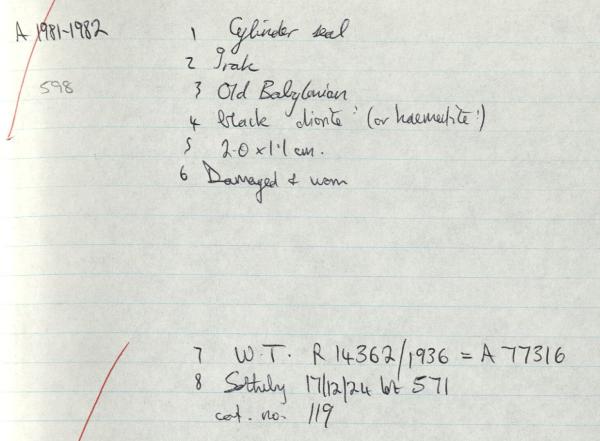 A 1981-1982
598
1 Cylinder seal
2 Irak
3 Old Babylonian
4 black 'diorite' (or haematite')
5 2.0 x 1.1 cm.
6 Damaged & worn
7 W.T. R 14362/1936 = A 77316
8 Sotheby 17/12/24 lot 571
cat. no. 119